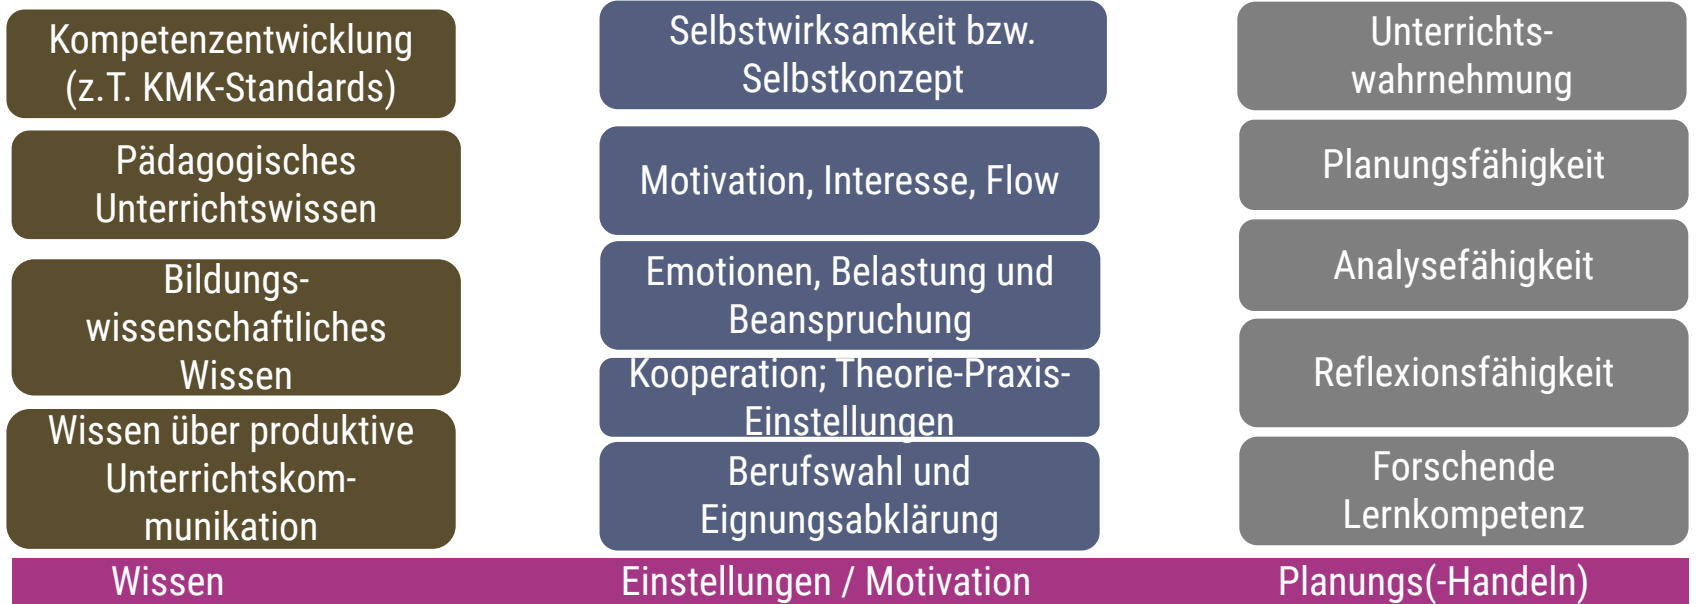 Kompetenzentwicklung
(z.T. KMK-Standards)
Pädagogisches
Unterrichtswissen
Bildungs-
wissenschaftliches
Wissen
Wissen über produktive
Unterrichtskom-
munikation
Wissen
Selbstwirksamkeit bzw.
Selbstkonzept
Motivation, Interesse, Flow
Emotionen, Belastung und
Beanspruchung
Kooperation; Theorie-Praxis-
Einstellungen
Berufswahl und
Eignungsabklärung
Einstellungen / Motivation
Unterrichts-
wahrnehmung
Planungsfähigkeit
Analysefähigkeit
Reflexionsfähigkeit
Forschende
Lernkompetenz
Planungs(-Handeln)